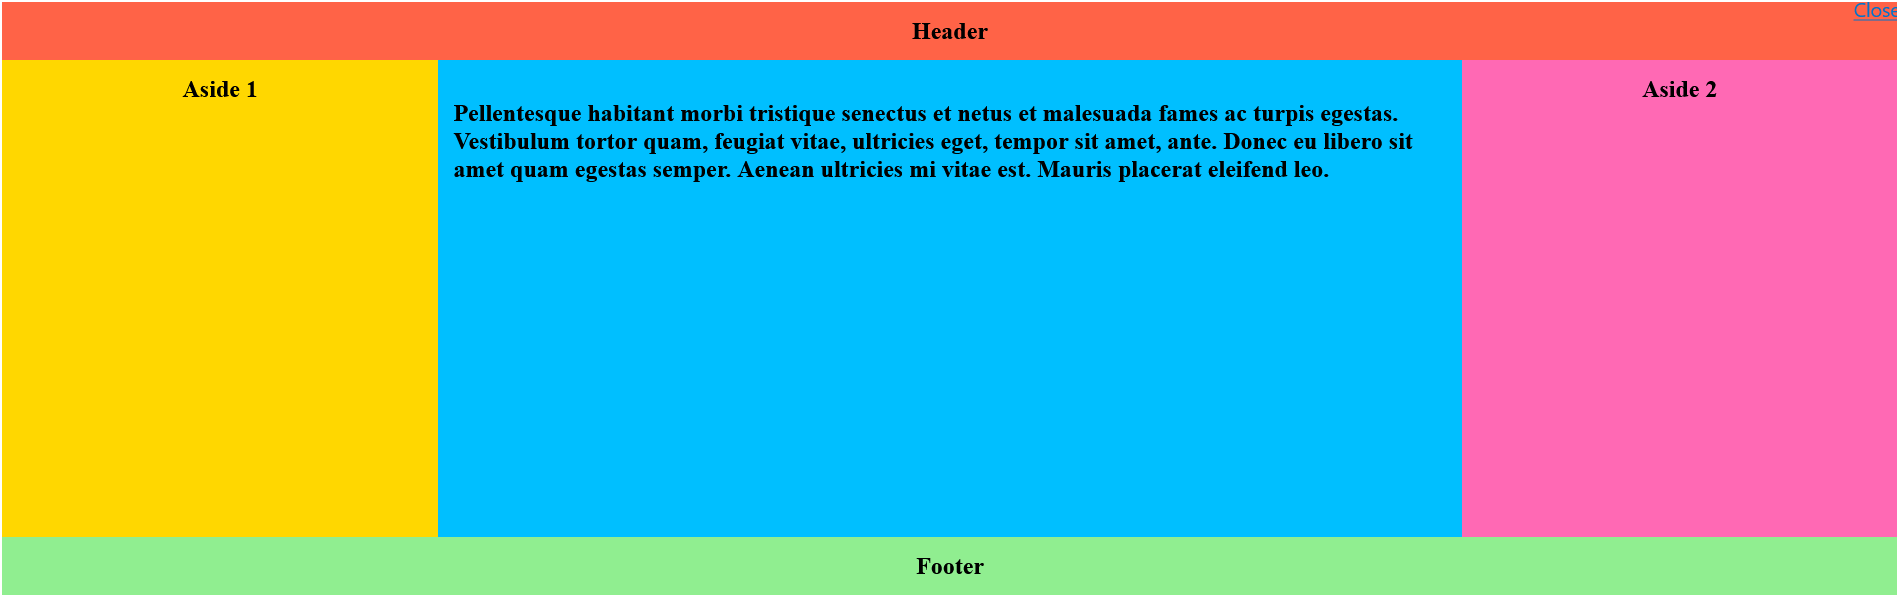 Close
Header
Aside 1
Pellentesque habitant morbi tristique senectus et netus et malesuada fames ac turpis egestas.
Vestibulum tortor quam, feugiat vitae, ultricies eget, tempor sit amet, ante. Donec eu libero sit
amet quam egestas semper. Aenean ultricies mi vitae est. Mauris placerat eleifend leo.
Aside 2
Footer